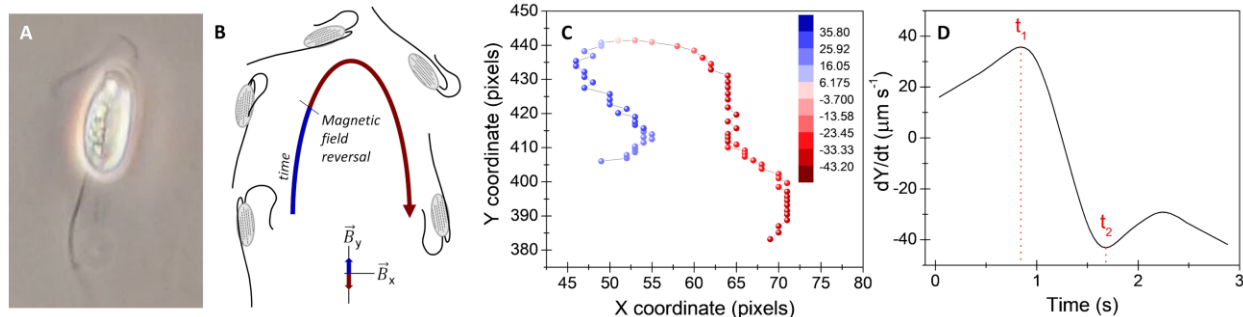 A
B
time
Magnetic
field
reversal
B⃗y
B⃗x
C
Y coordinate (pixels)
450
440
430
420
410
400
390
380
45 50 55 60 65 70 75 80
X coordinate (pixels)
35.80
25.92
16.05
6.175
-3.700
-13.58
-23.45
-33.33
-43.20
D
dY/dt (μm s⁻¹)
40
20
0
-20
-40
t₁
t₂
0 1 2 3
Time (s)